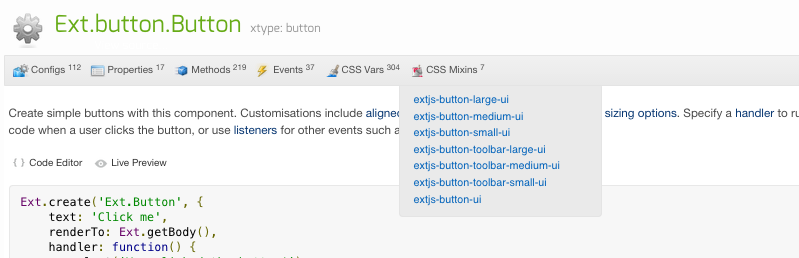 Ext.button.Button xtype: button
Configs 112 Properties 17 Methods 219 Events 37 CSS Vars 304 CSS Mixins 7
extjs-button-large-ui
extjs-button-medium-ui
extjs-button-small-ui
extjs-button-toolbar-large-ui
extjs-button-toolbar-medium-ui
extjs-button-toolbar-small-ui
extjs-button-ui
Create simple buttons with this component. Customisations include aligned sizing options. Specify a handler to ru
code when a user clicks the button, or use listeners for other events such a
{ } Code Editor Live Preview
Ext.create('Ext.Button', {
text: 'Click me',
renderTo: Ext.getBody(),
handler: function() {